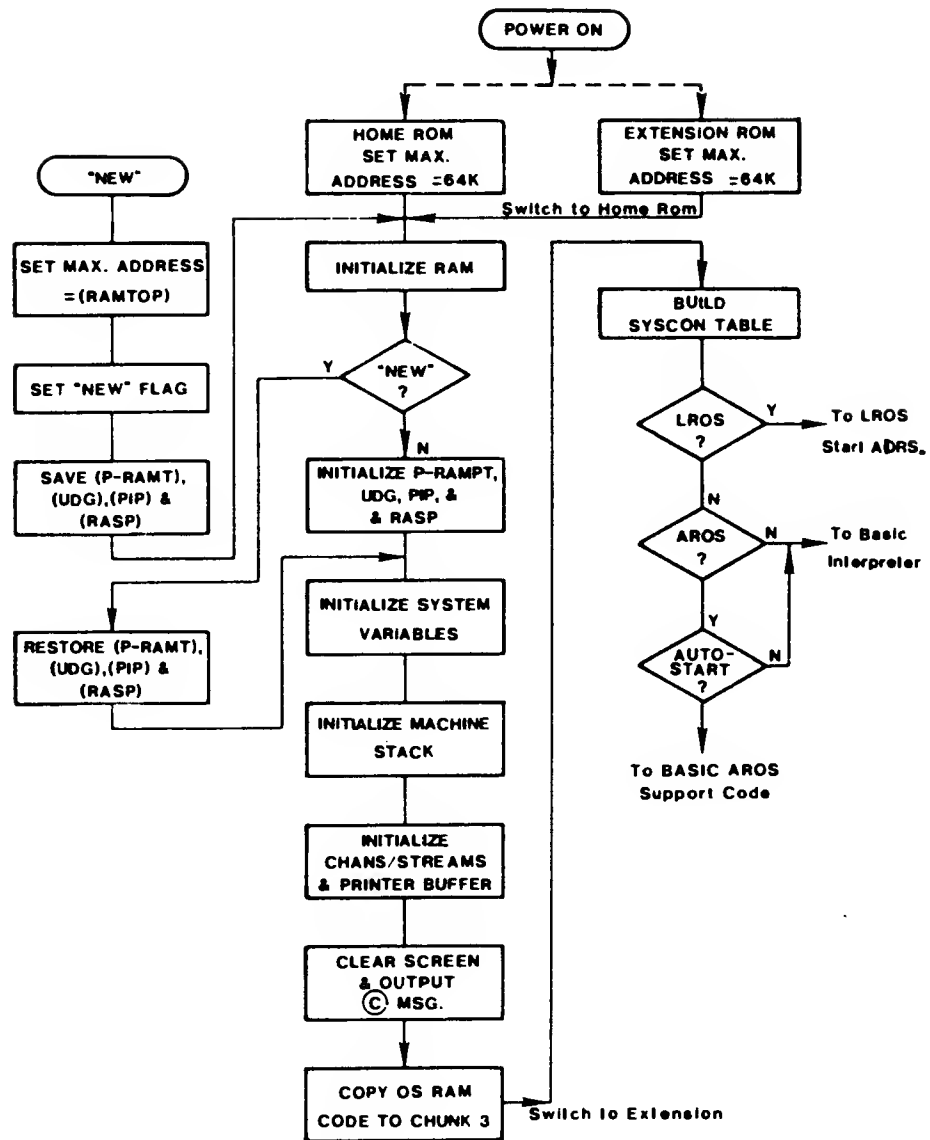 POWER ON
HOME ROM
SET MAX.
ADDRESS =64K
EXTENSION ROM
SET MAX.
ADDRESS =64K
Switch to Home Rom
"NEW"
SET MAX. ADDRESS
=(RAMTOP)
SET "NEW" FLAG
SAVE (P-RAMT),
(UDG),(PIP) &
(RASP)
INITIALIZE RAM
"NEW"
?
Y
N
RESTORE (P-RAMT),
(UDG),(PIP) &
(RASP)
INITIALIZE P-RAMPT,
UDG, PIP, &
& RASP
INITIALIZE SYSTEM
VARIABLES
INITIALIZE MACHINE
STACK
INITIALIZE
CHANS/STREAMS
& PRINTER BUFFER
CLEAR SCREEN
& OUTPUT
© MSG.
COPY OS RAM
CODE TO CHUNK 3
Switch to Extension
BUILD
SYSCON TABLE
LROS
?
Y
To LROS
Start ADRS.
N
AROS
?
N
To Basic
Interpreter
Y
AUTO-
START
?
N
To BASIC AROS
Support Code